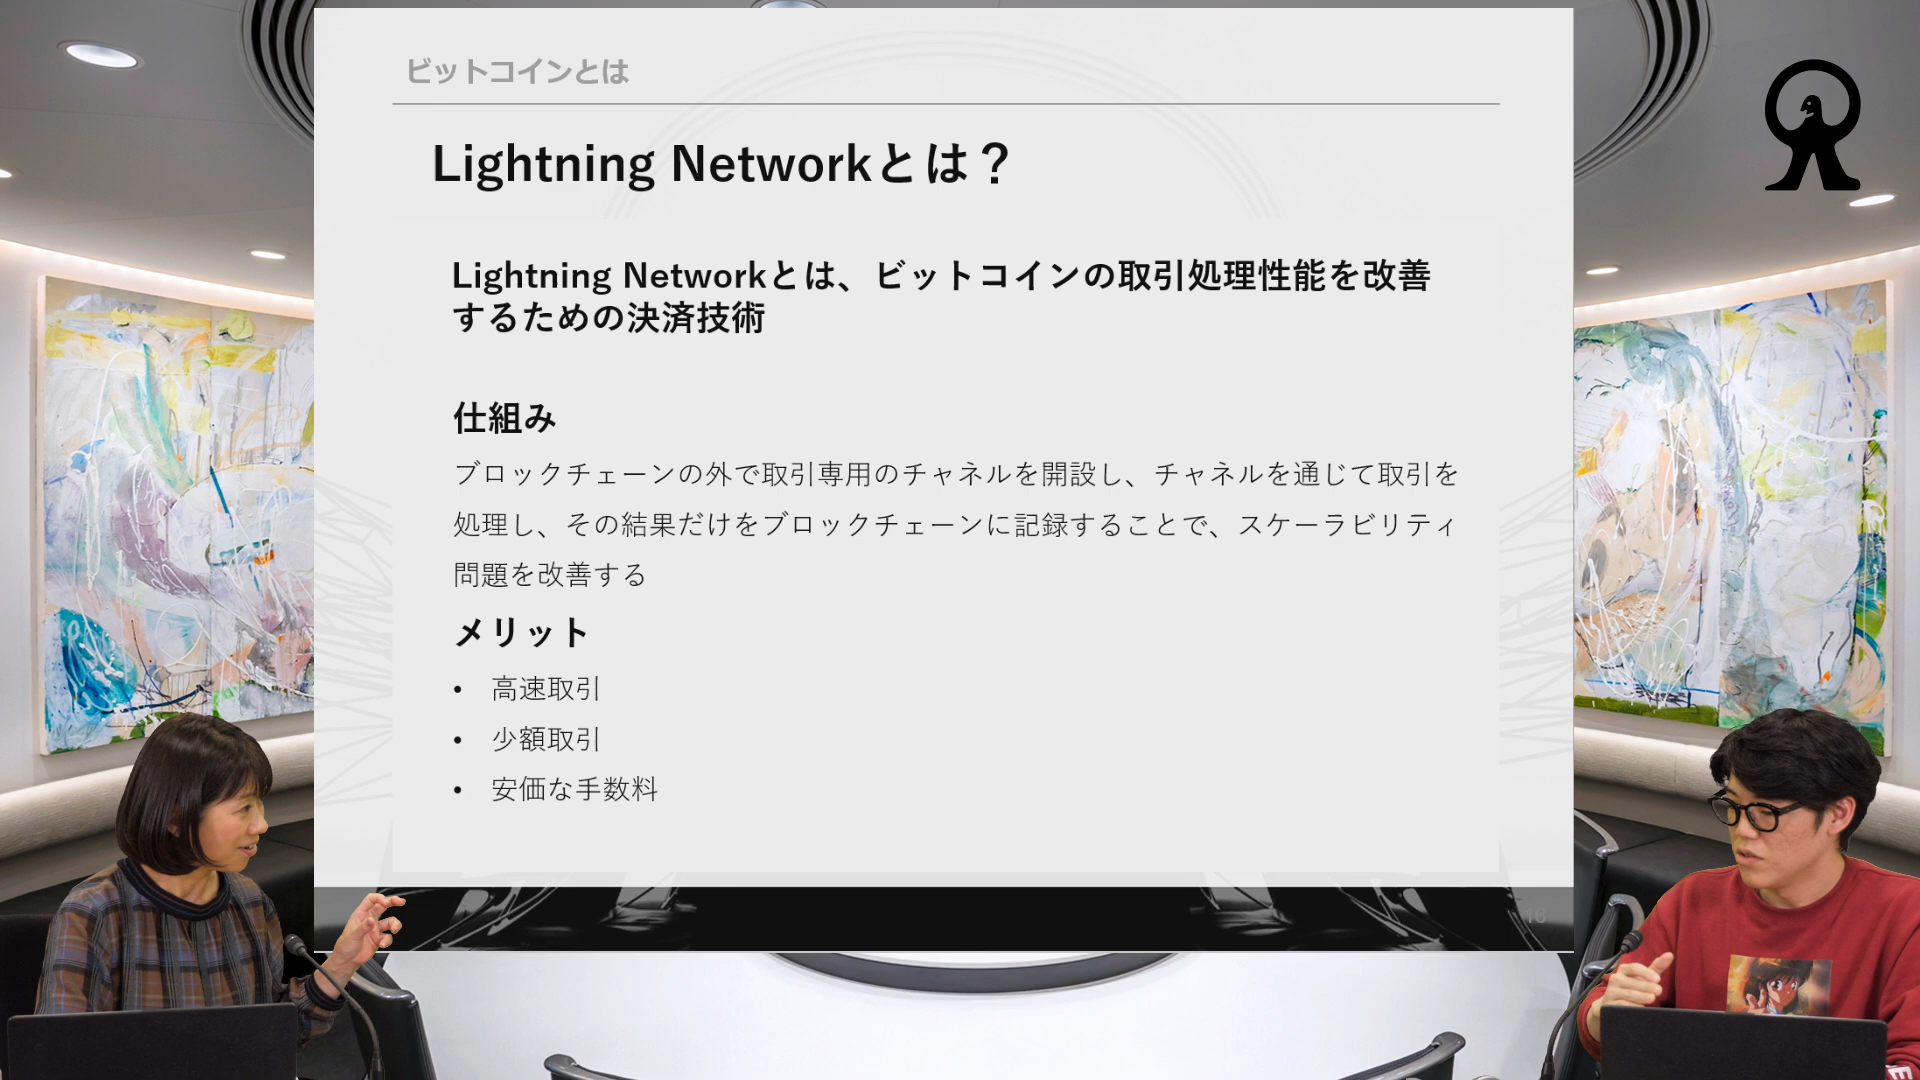 ビットコインとは
Lightning Networkとは？
Lightning Networkとは、ビットコインの取引処理性能を改善
するための決済技術
仕組み
ブロックチェーンの外で取引専用のチャネルを開設し、チャネルを通じて取引を
処理し、その結果だけをブロックチェーンに記録することで、スケーラビリティ
問題を改善する
メリット
• 高速取引
• 少額取引
• 安価な手数料
16